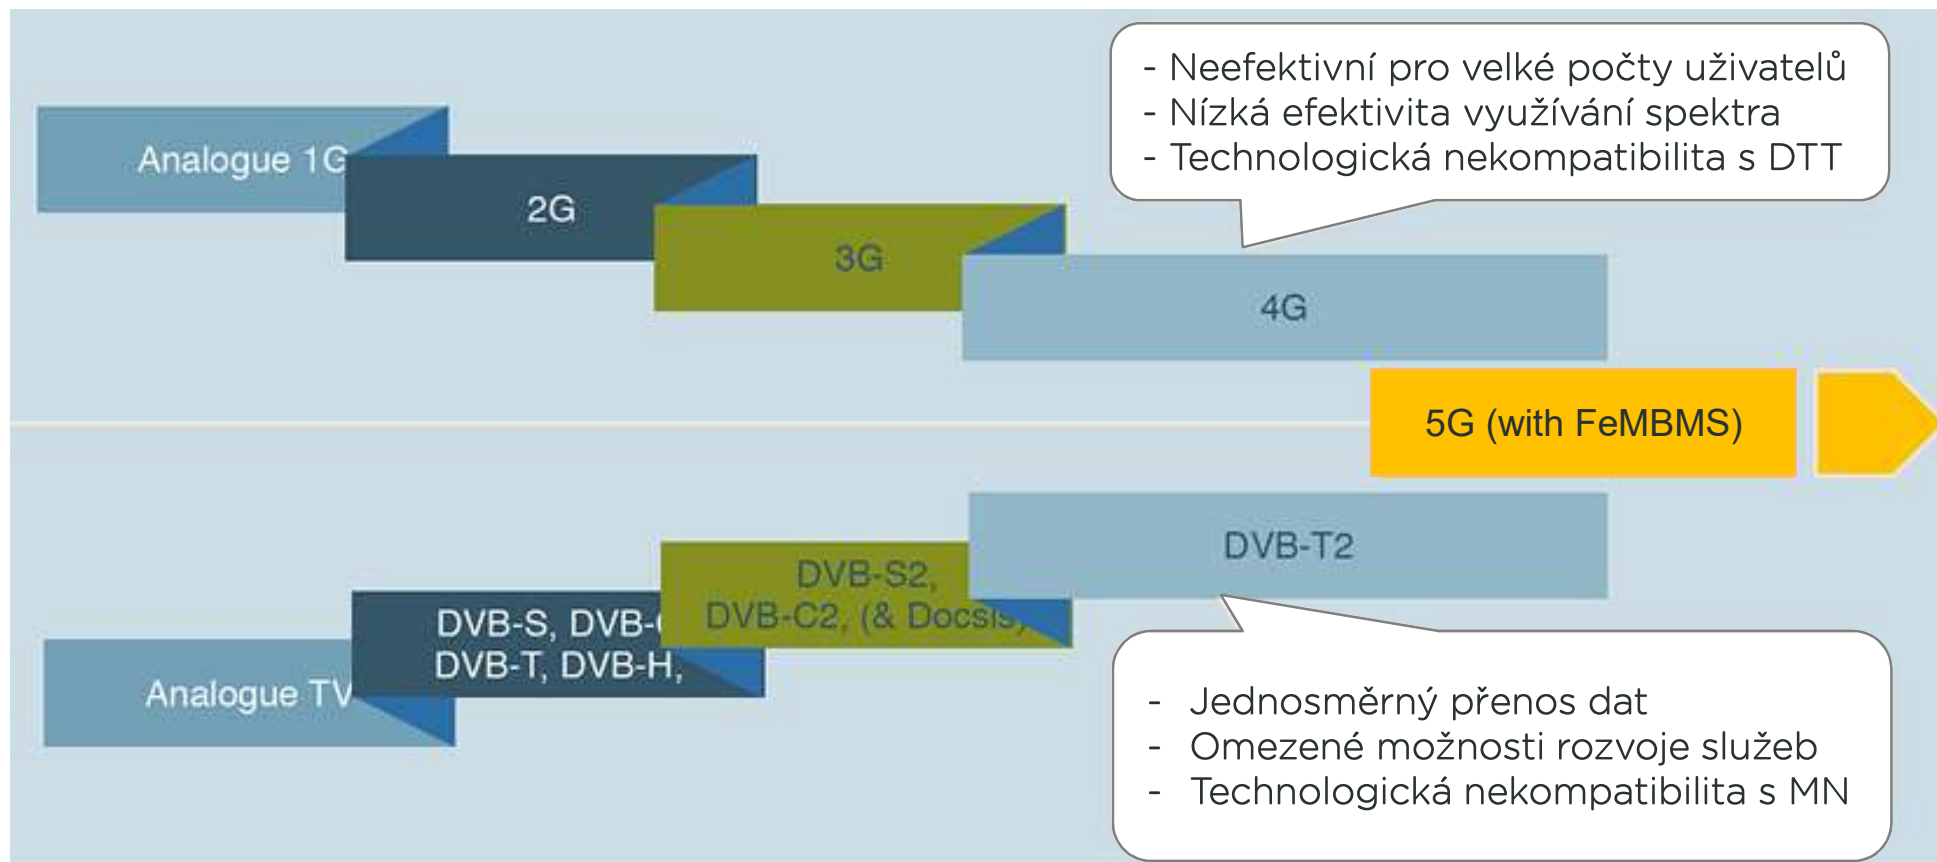 - Neefektivní pro velké počty uživatelů
- Nízká efektivita využívání spektra
- Technologická nekompatibilita s DTT
Analogue 1G
2G
3G
4G
5G (with FeMBMS)
DVB-T2
DVB-S2,
DVB-C2, (& Docsis)
DVB-S, DVB-
DVB-T, DVB-H,
Analogue TV
- Jednosměrný přenos dat
- Omezené možnosti rozvoje služeb
- Technologická nekompatibilita s MN